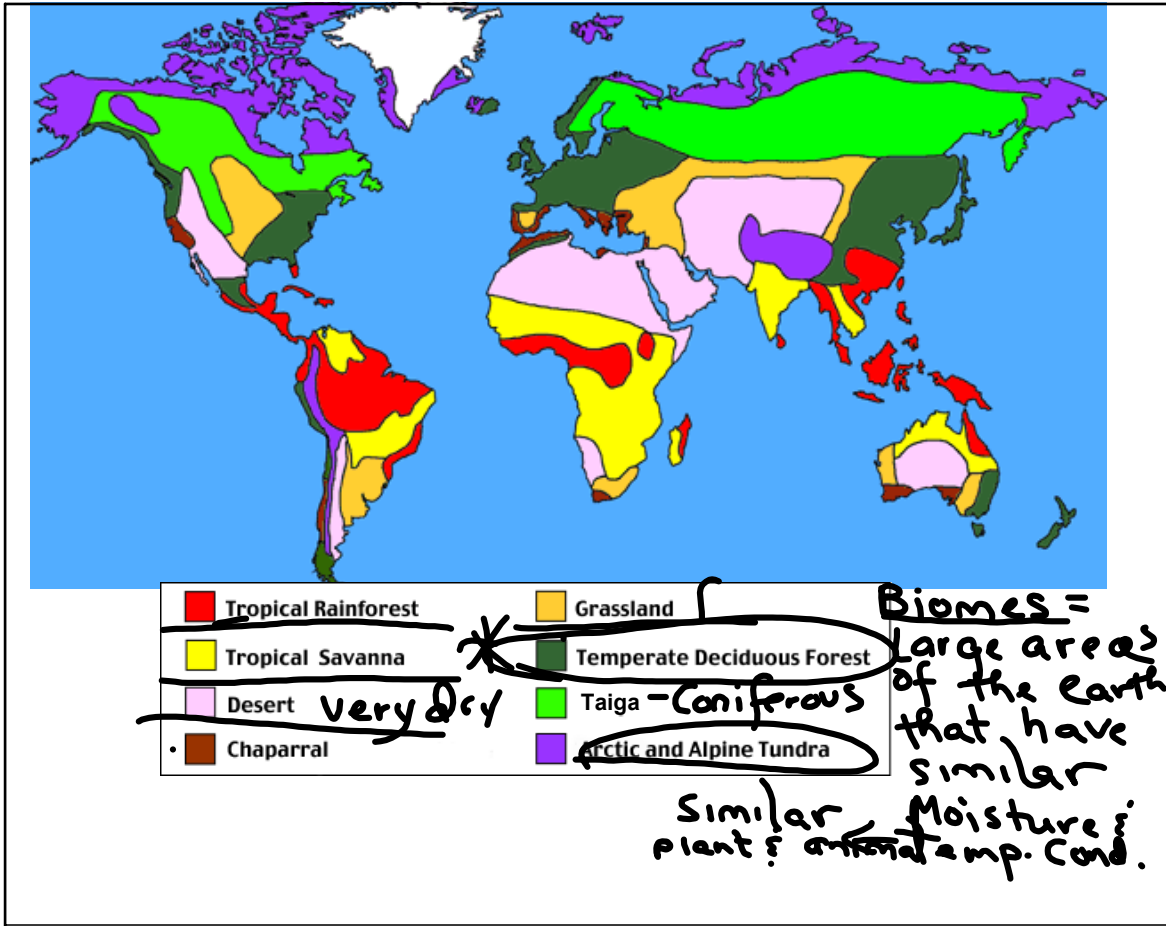 Tropical Rainforest
Grassland
Tropical Savanna
Temperate Deciduous Forest
Desert very dry
Taiga - Coniferous
Chaparral
Arctic and Alpine Tundra
Biomes =
Large areas
of the earth
that have
similar
Moisture &
temp. Cond.
Similar
plant & animal